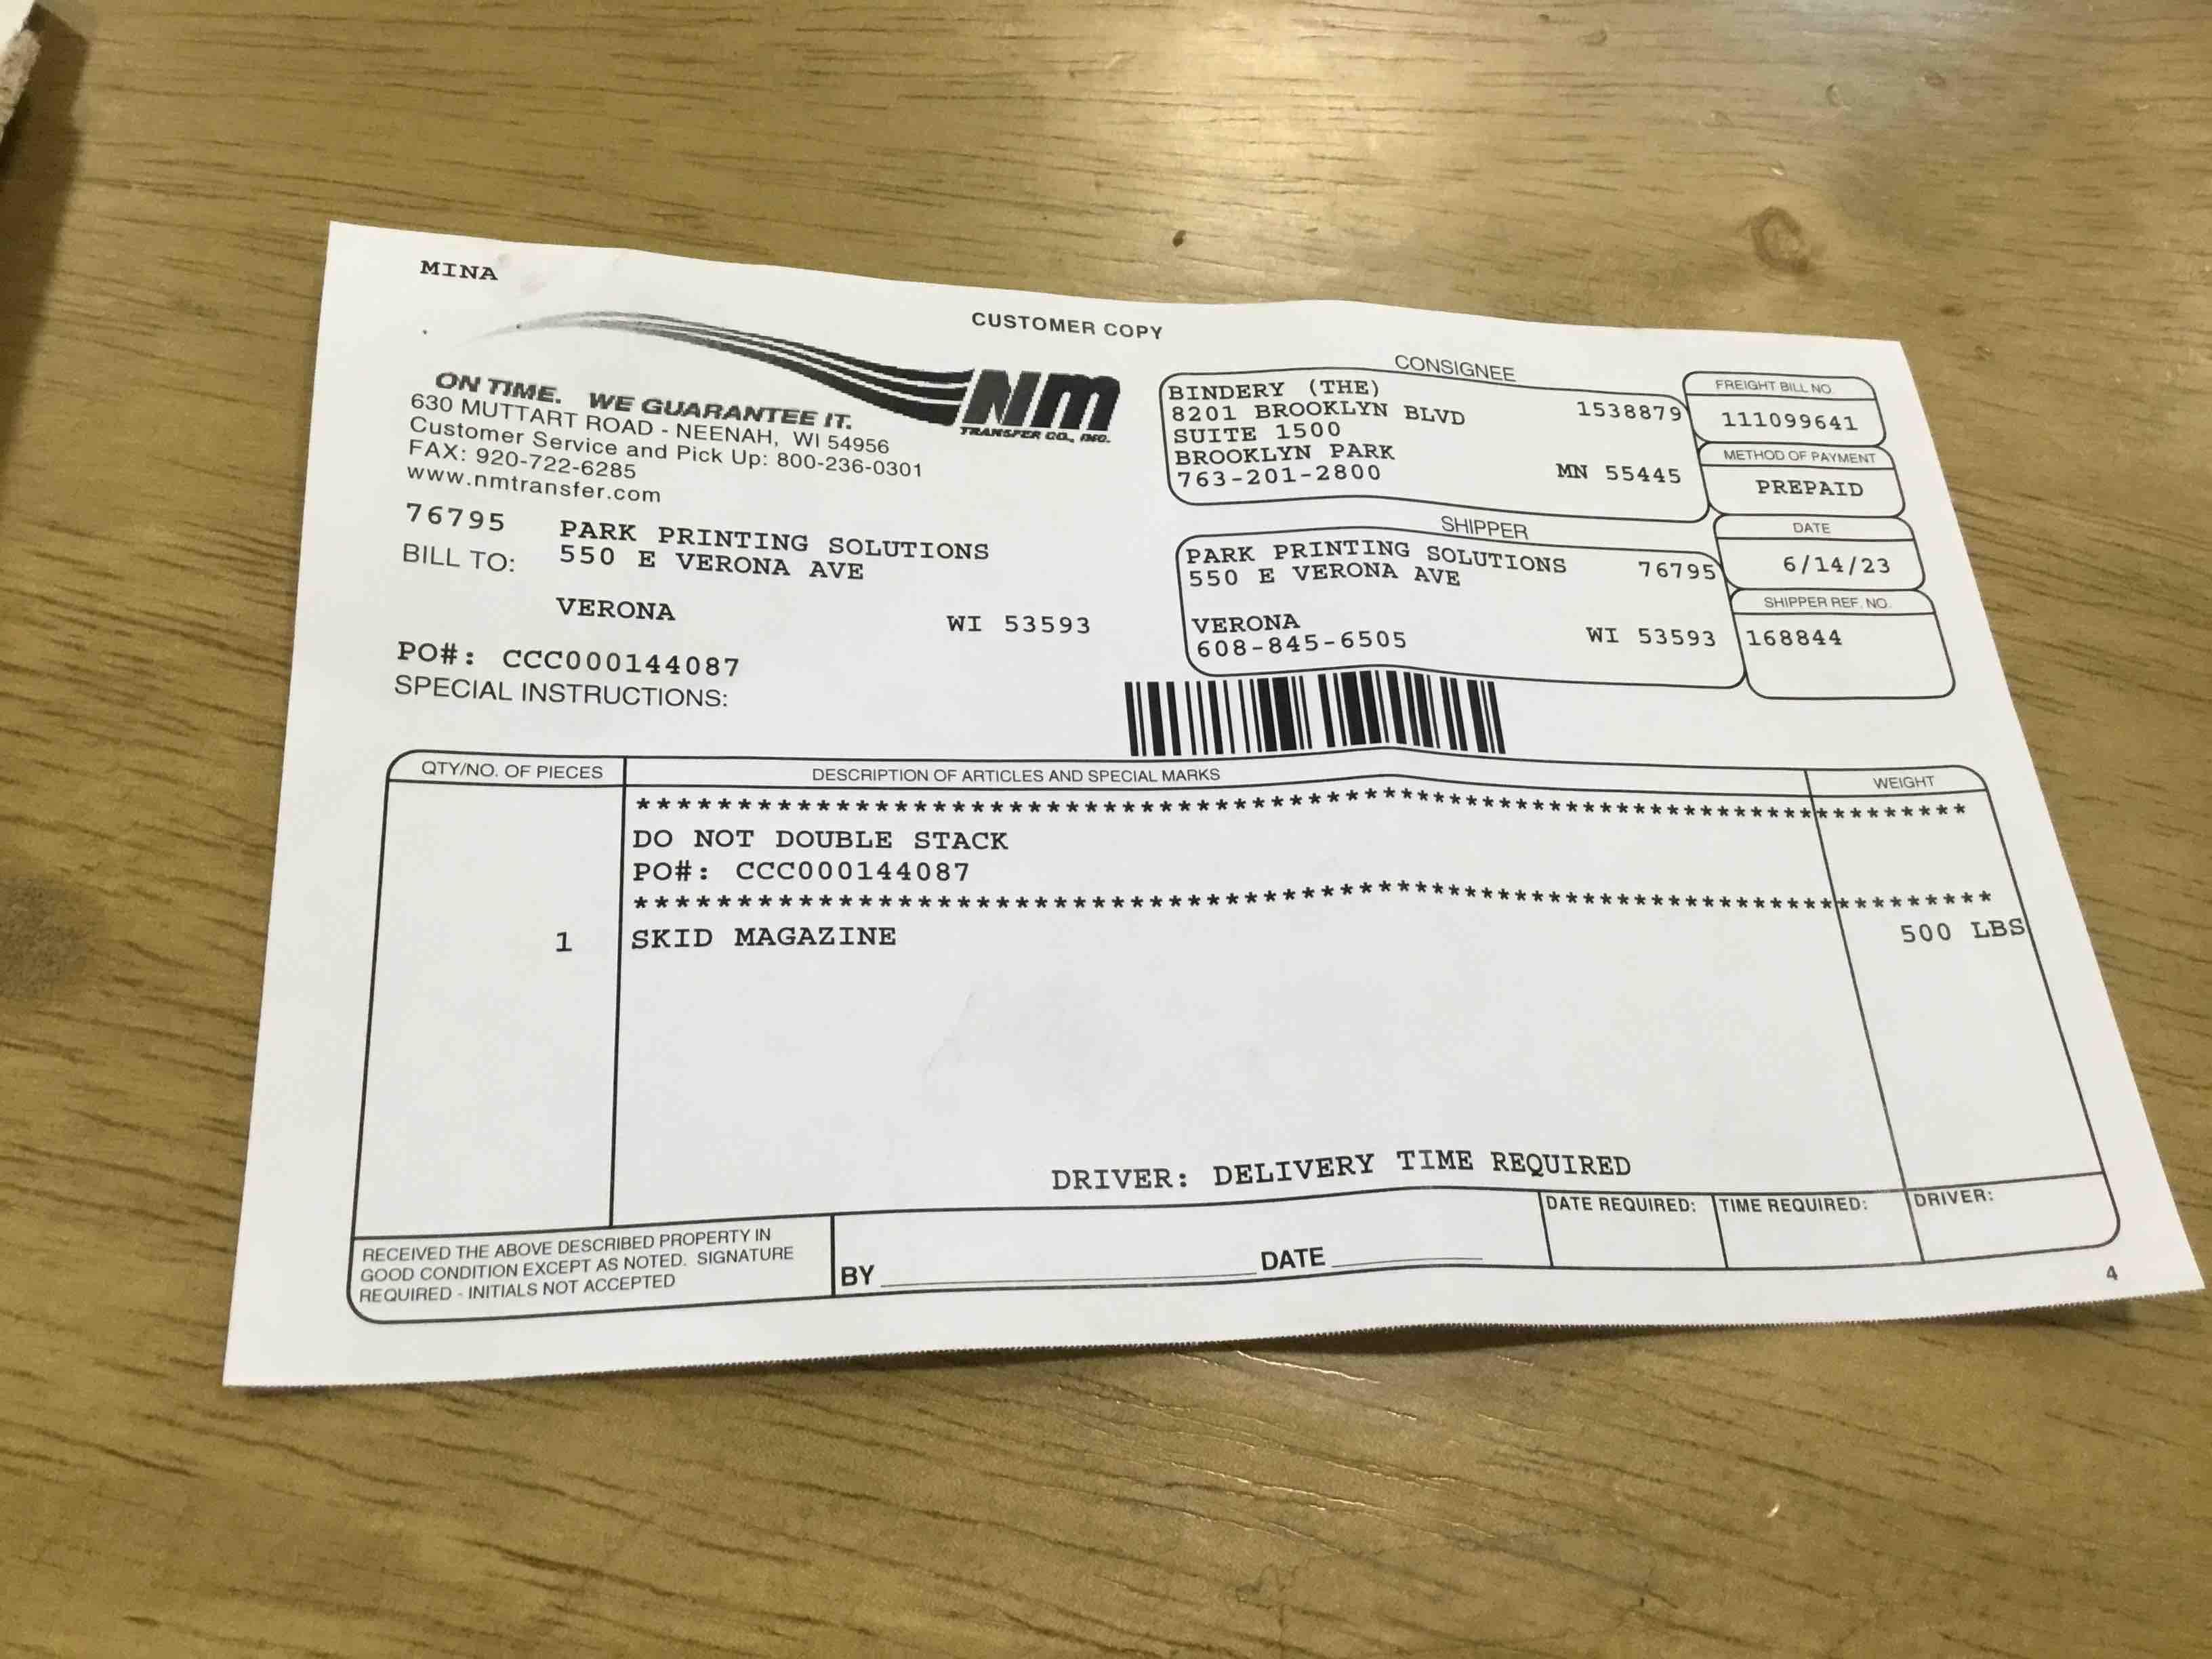 MINA
CUSTOMER COPY
ON TIME. WE GUARANTEE IT.
630 MUTTART ROAD - NEENAH, WI 54956
Customer Service and Pick Up: 800-236-0301
FAX: 920-722-6285
www.nmtransfer.com
Nm
TRANSFER CO., INC.
76795 PARK PRINTING SOLUTIONS
BILL TO: 550 E VERONA AVE
VERONA WI 53593
PO#: CCC000144087
SPECIAL INSTRUCTIONS:
CONSIGNEE
BINDERY (THE)
8201 BROOKLYN BLVD 1538879
SUITE 1500
BROOKLYN PARK
763-201-2800 MN 55445
SHIPPER
PARK PRINTING SOLUTIONS
550 E VERONA AVE 76795
VERONA
608-845-6505 WI 53593
FREIGHT BILL NO.
111099641
METHOD OF PAYMENT
PREPAID
DATE
6/14/23
SHIPPER REF. NO.
168844
QTY/NO. OF PIECES DESCRIPTION OF ARTICLES AND SPECIAL MARKS WEIGHT
******************************************************************
DO NOT DOUBLE STACK
PO#: CCC000144087
******************************************************************
1 SKID MAGAZINE 500 LBS
DRIVER: DELIVERY TIME REQUIRED
RECEIVED THE ABOVE DESCRIBED PROPERTY IN
GOOD CONDITION EXCEPT AS NOTED. SIGNATURE
REQUIRED - INITIALS NOT ACCEPTED
BY DATE
DATE REQUIRED: TIME REQUIRED: DRIVER:
4